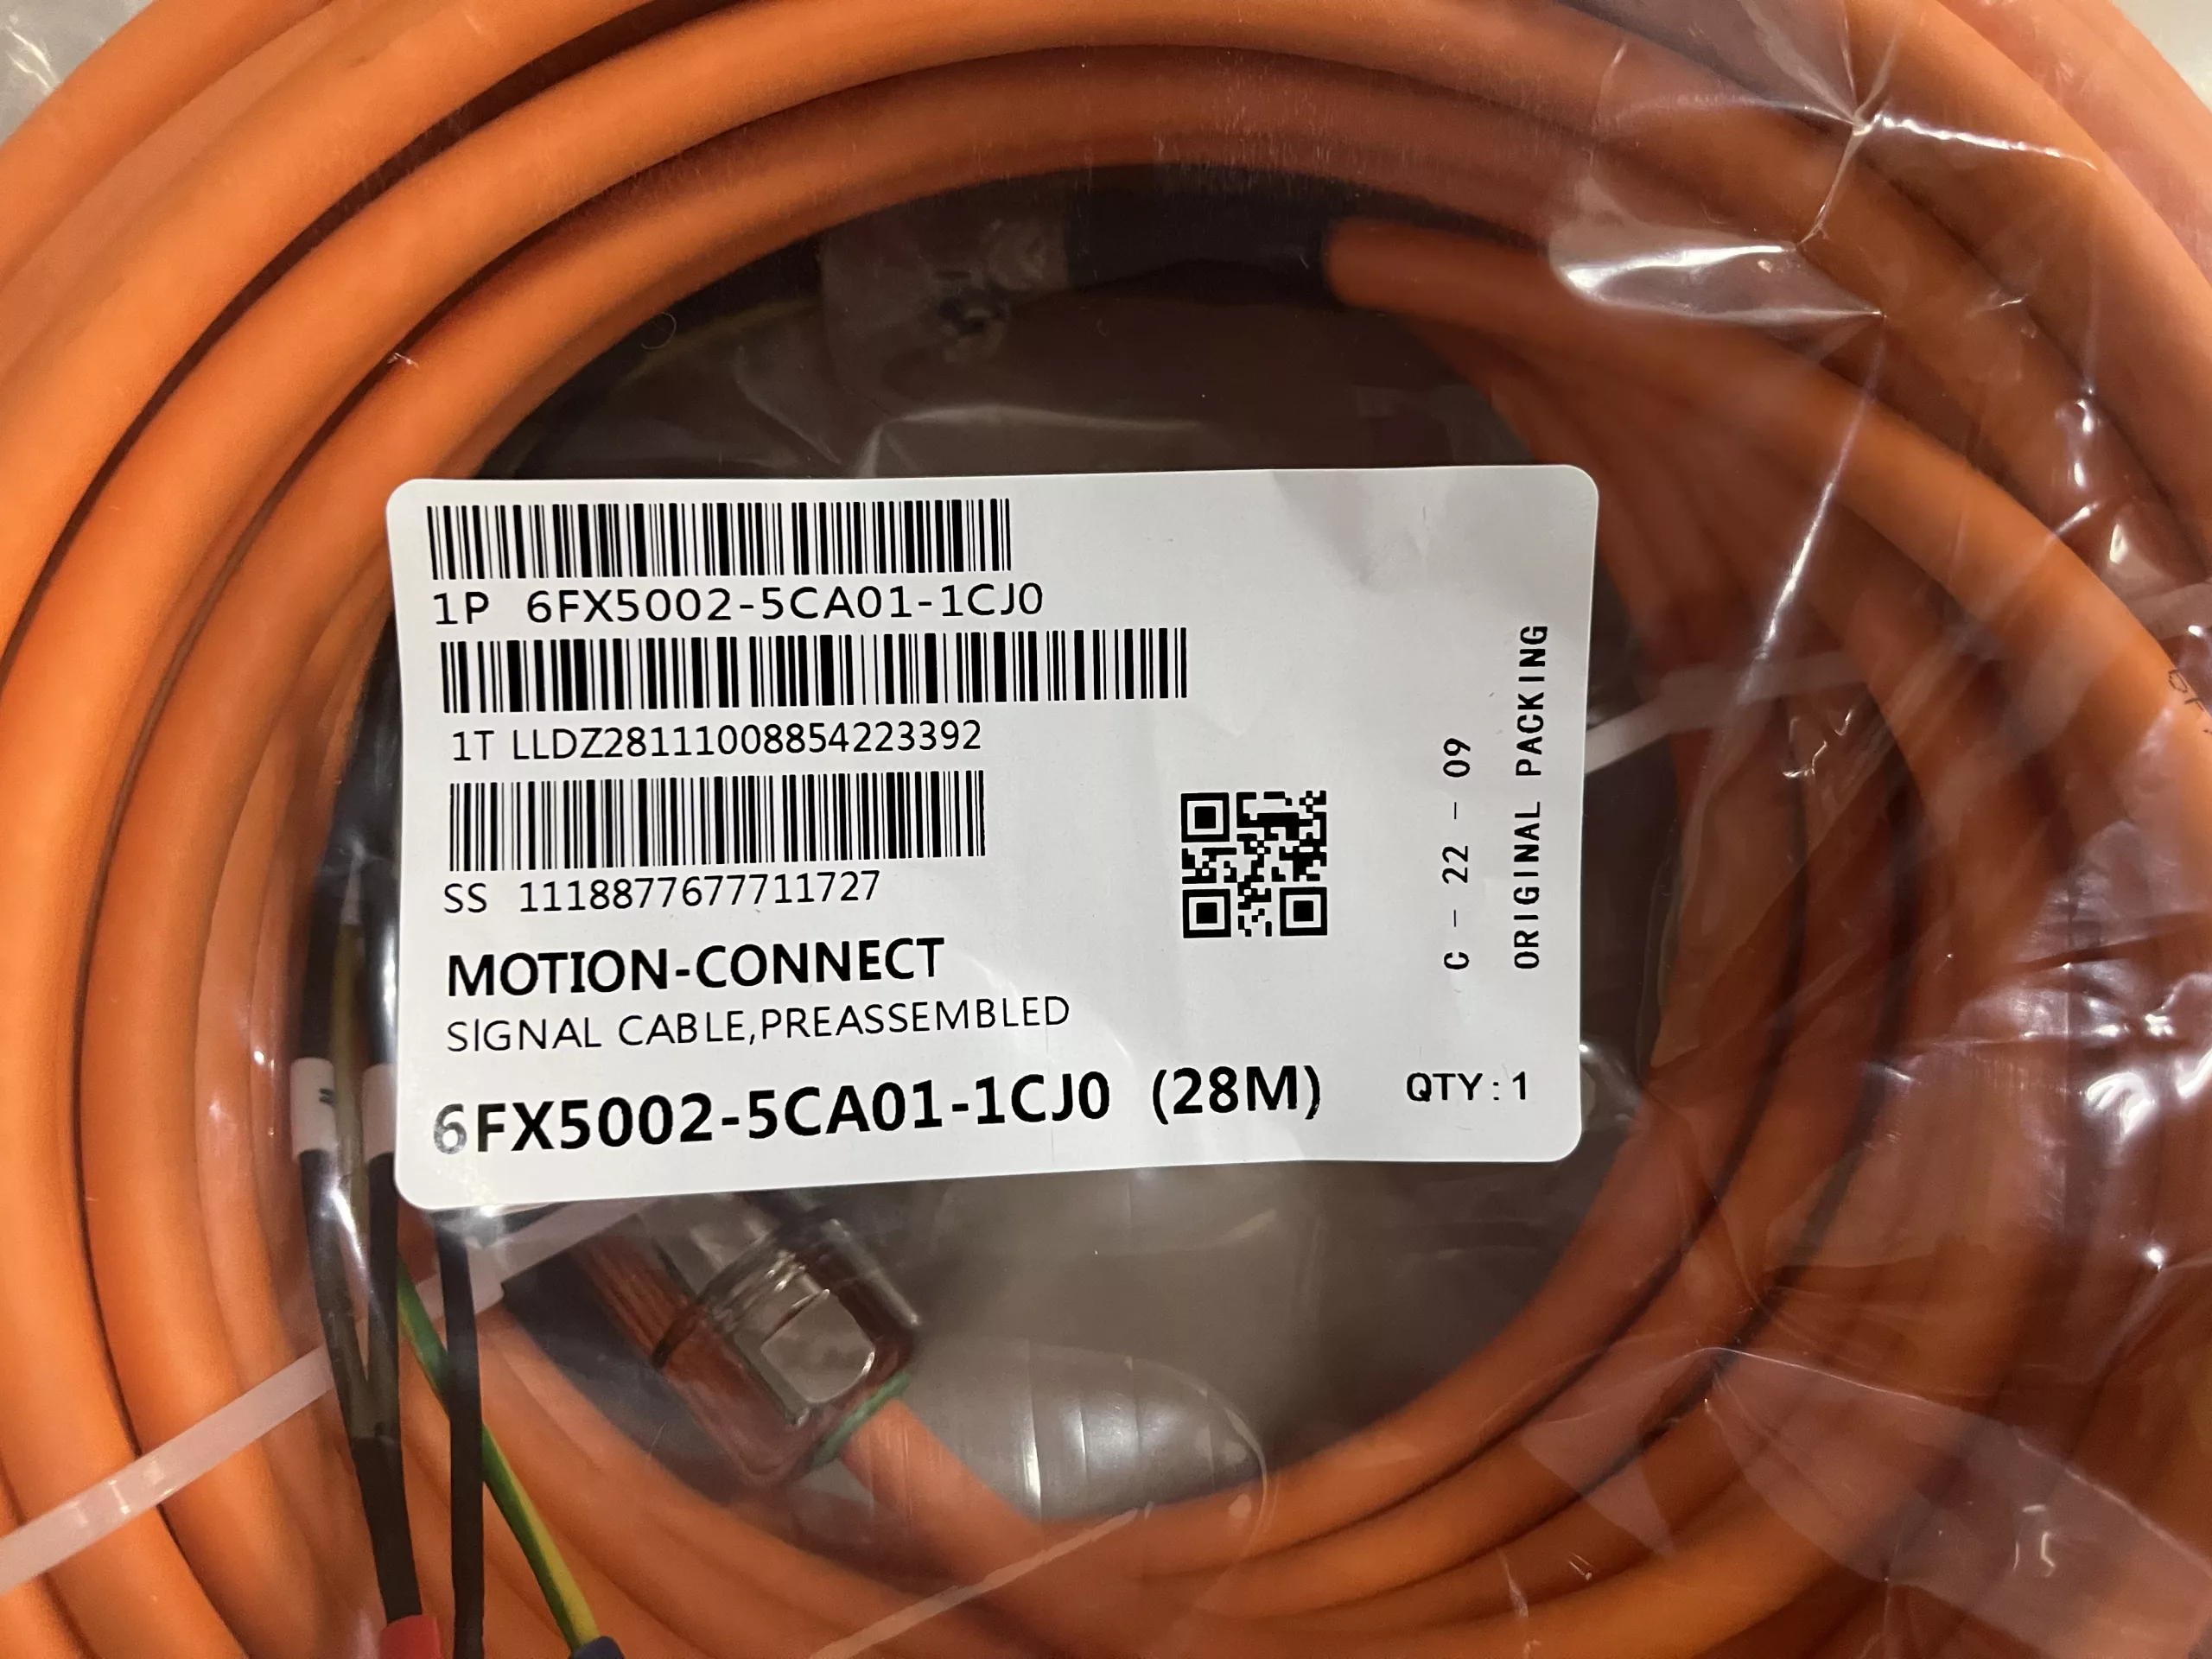 1P 6FX5002-5CA01-1CJ0
1T LLDZ28111008854223392
SS 1118877677711727
MOTION-CONNECT
SIGNAL CABLE,PREASSEMBLED
6FX5002-5CA01-1CJ0 (28M)
QTY:1
C - 22 - 09
ORIGINAL PACKING